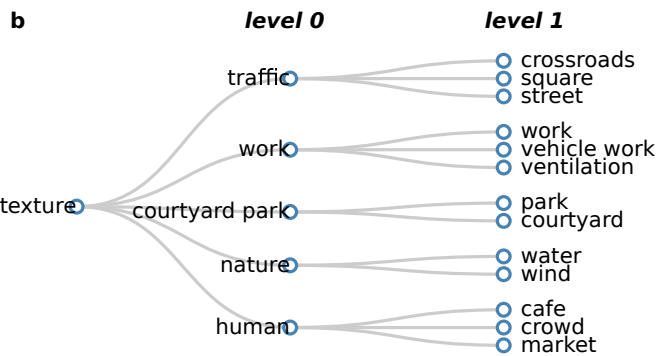 b
level 0
level 1
texture
traffic
crossroads
square
street
work
work
vehicle work
ventilation
courtyard park
park
courtyard
nature
water
wind
human
cafe
crowd
market